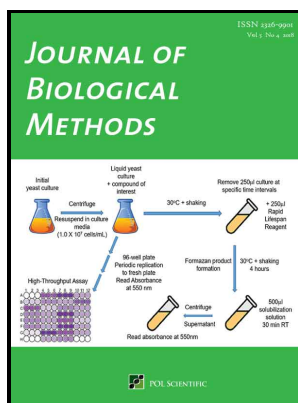 ISSN 2326-9901
Vol 5 No.4, 2018
JOURNAL OF
BIOLOGICAL
METHODS
Initial
yeast culture
Centrifuge
Resuspend in culture
media
(1.0 X 10⁷ cells/mL)
Liquid yeast
culture
+ compound of
interest
30°C + shaking
Remove 250μl culture at
specific time intervals
+ 250μl
Rapid
Lifespan
Reagent
96-well plate
Periodic replication
to fresh plate
Read Absorbance
at 550 nm
High-Throughput Assay
Formazan product
formation
30°C + shaking
4 hours
Centrifuge
Supernatant
500μl
solubilization
solution
30 min RT
Read absorbance at 550nm
POL SCIENTIFIC